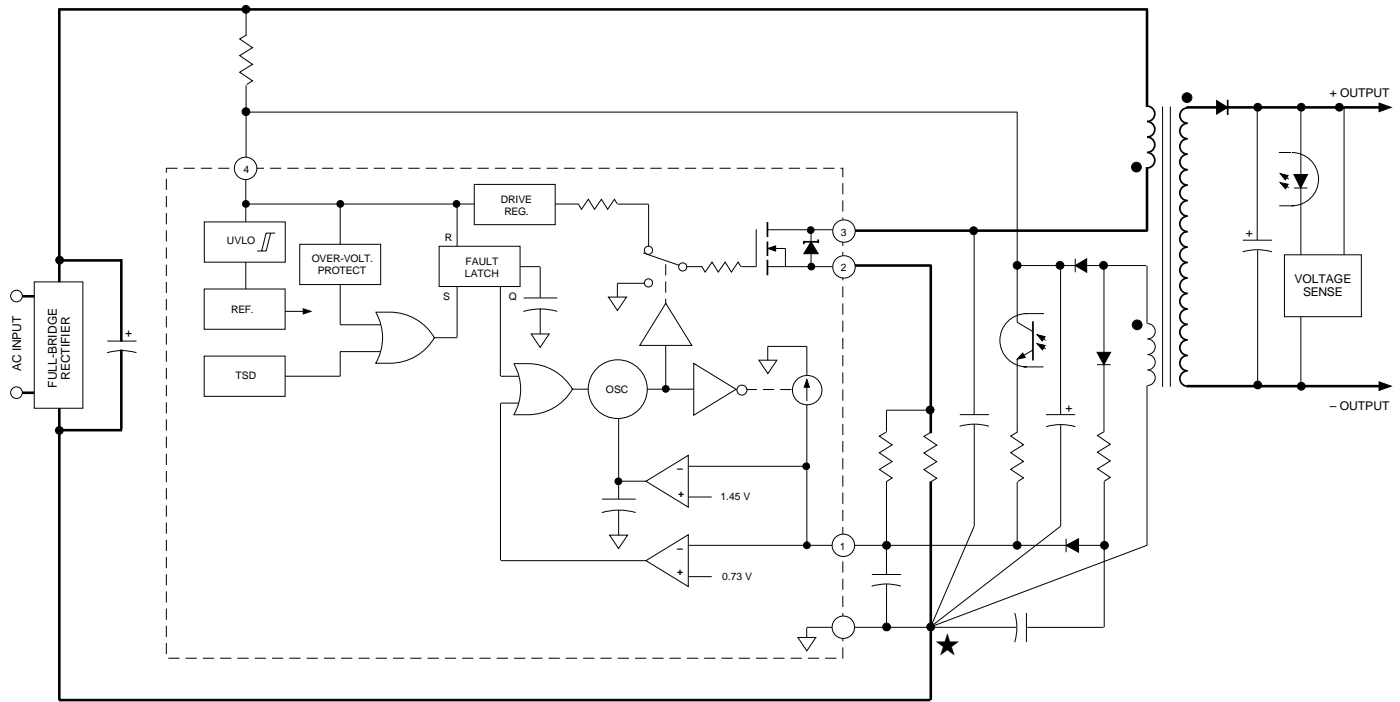 + OUTPUT
4
DRIVE
REG.
R
UVLO
OVER-VOLT.
PROTECT
FAULT
LATCH
3
2
+
VOLTAGE
SENSE
AC INPUT
FULL-BRIDGE
RECTIFIER
+
REF.
S
Q
TSD
OSC
– OUTPUT
+
–
+
1.45 V
–
+
0.73 V
1